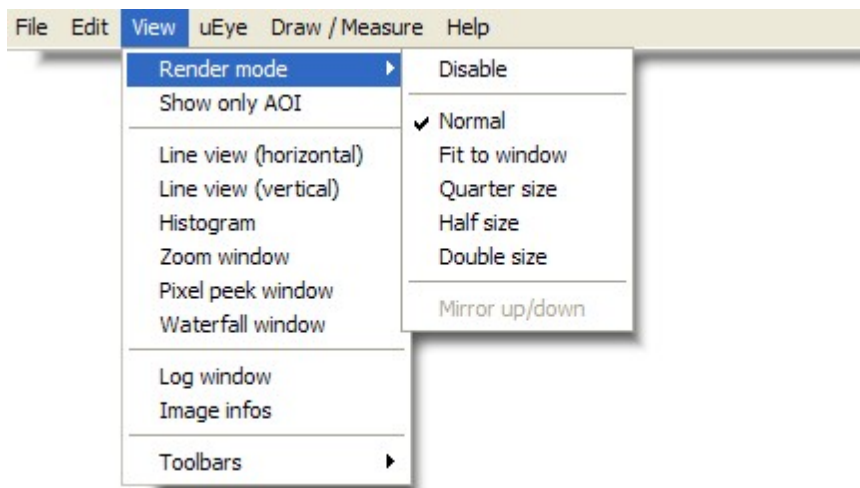 File Edit View uEye Draw / Measure Help
Render mode
Show only AOI
Line view (horizontal)
Line view (vertical)
Histogram
Zoom window
Pixel peek window
Waterfall window
Log window
Image infos
Toolbars
Disable
Normal
Fit to window
Quarter size
Half size
Double size
Mirror up/down